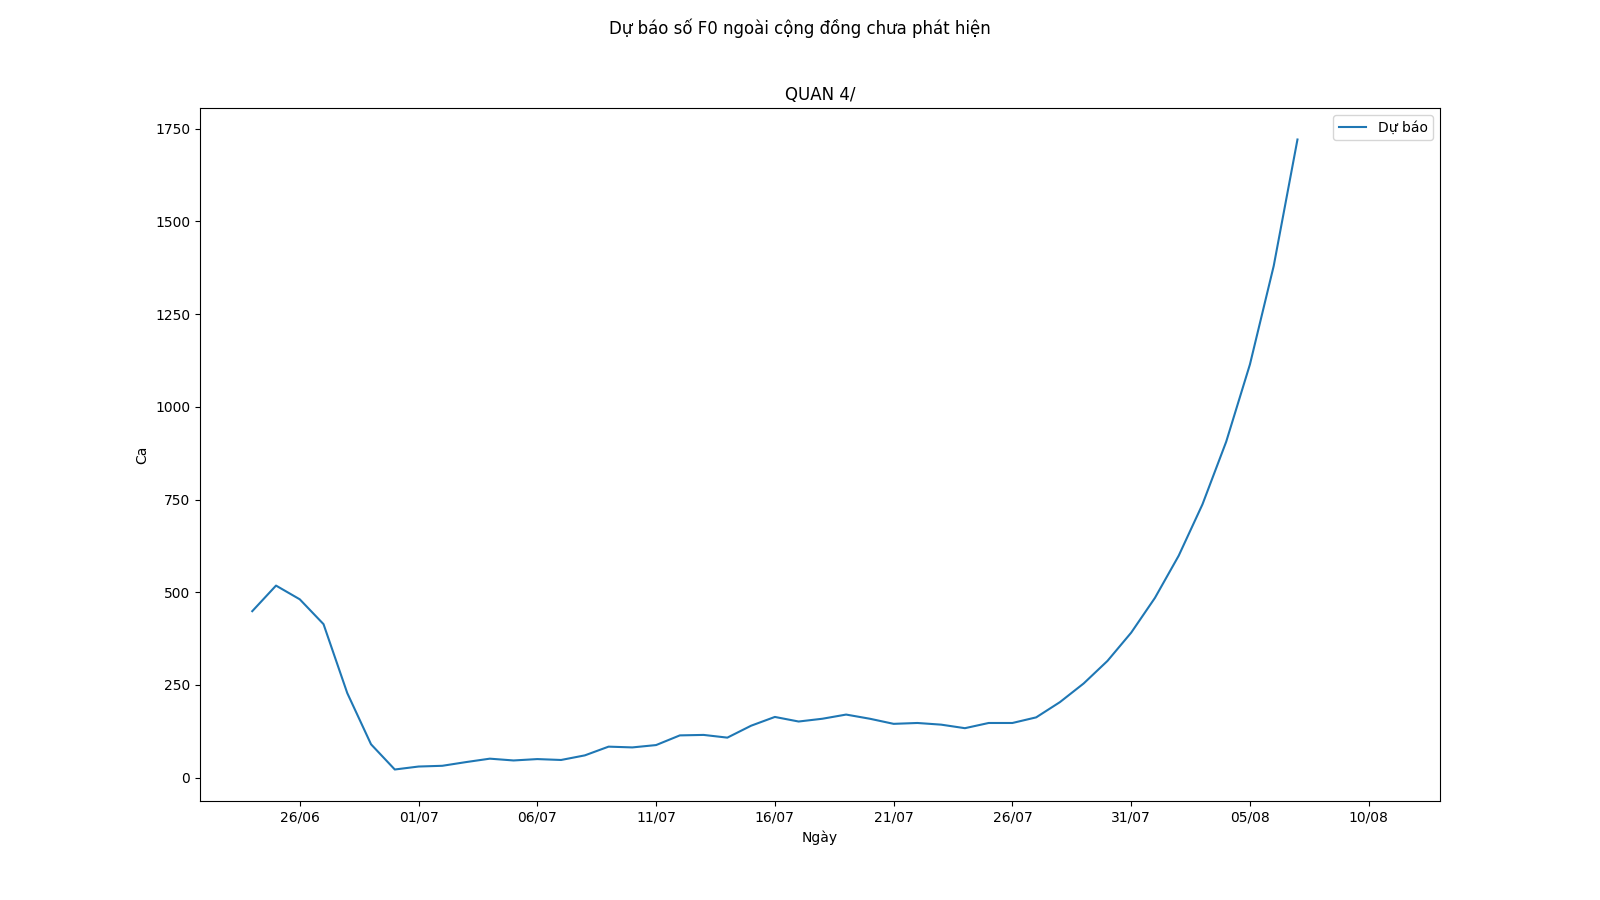 Dự báo số F0 ngoài cộng đồng chưa phát hiện
QUAN 4/
Dự báo
1750
1500
1250
1000
750
500
250
0
Ca
26/06 01/07 06/07 11/07 16/07 21/07 26/07 31/07 05/08 10/08
Ngày